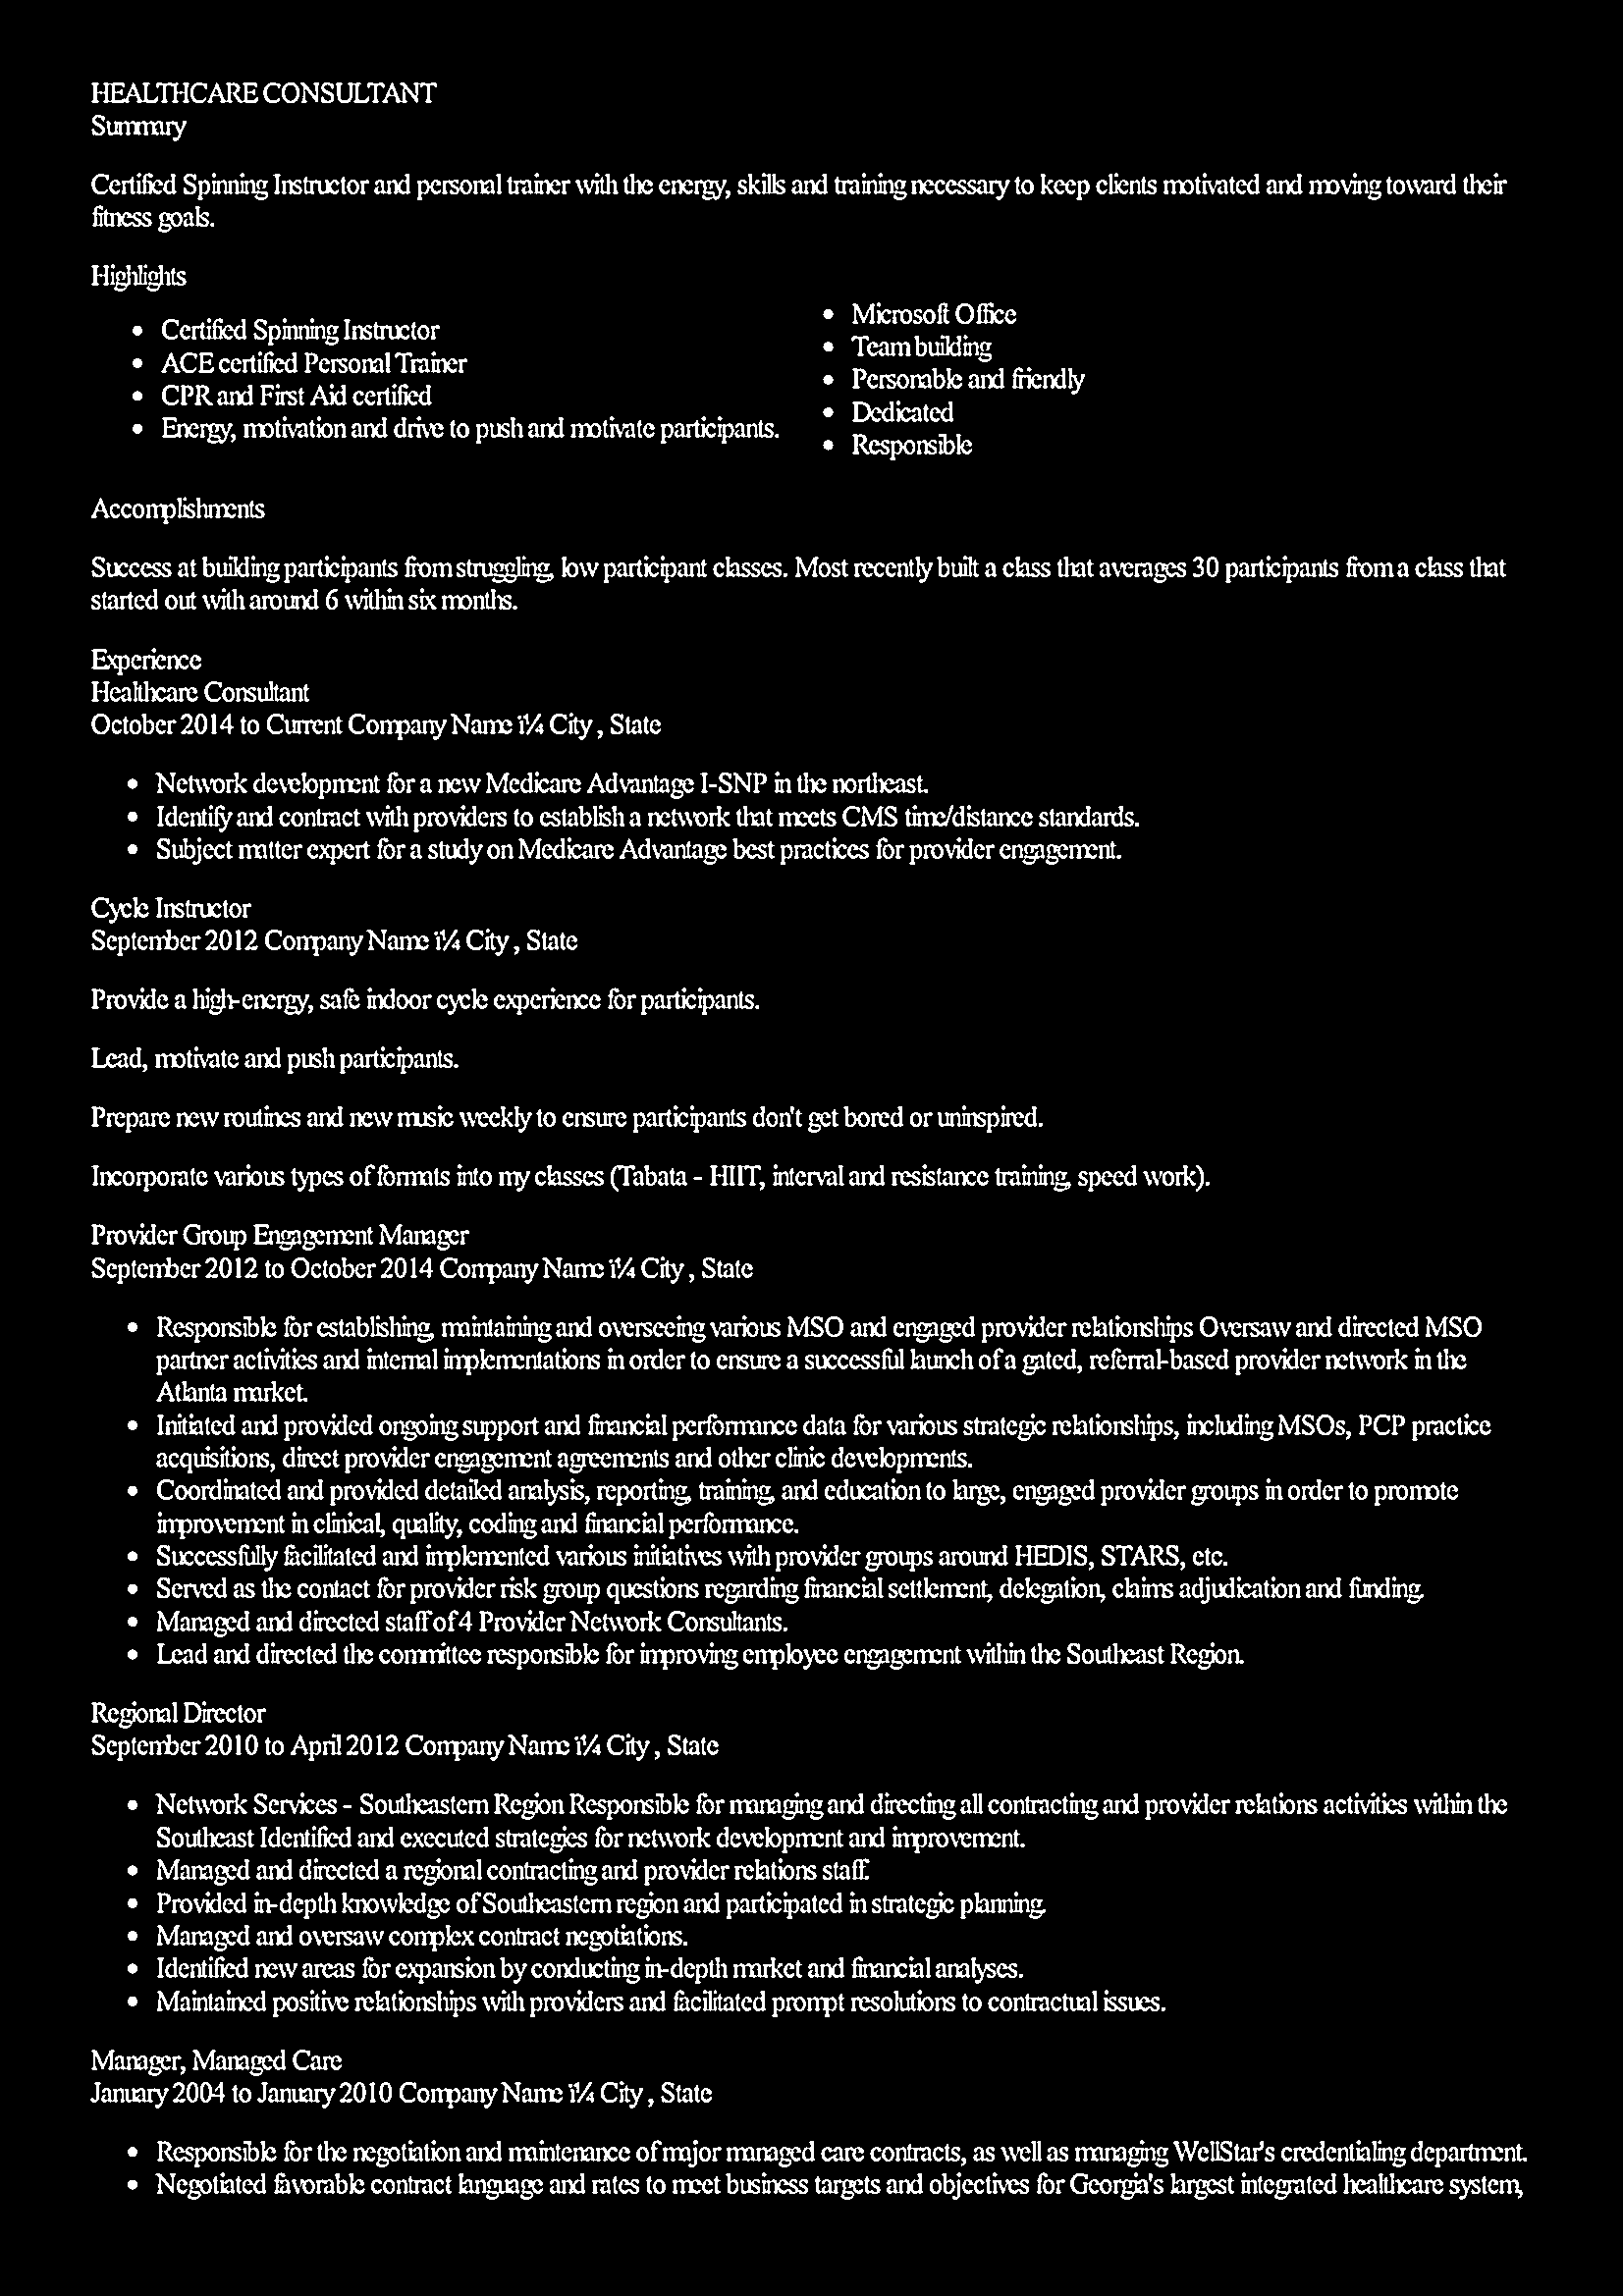 HEALTHCARE CONSULTANT
Summary
Certified Spinning Instructor and personal trainer with the energy, skills and training necessary to keep clients motivated and moving toward their
fitness goals.
Highlights
• Certified Spinning Instructor
• ACE certified Personal Trainer
• CPR and First Aid certified
• Energy, motivation and drive to push and motivate participants.
• Microsoft Office
• Team building
• Personable and friendly
• Dedicated
• Responsible
Accomplishments
Success at building participants from struggling, low participant classes. Most recently built a class that averages 30 participants from a class that
started out with around 6 within six months.
Experience
Healthcare Consultant
October 2014 to Current Company Name ï¼ City , State
• Network development for a new Medicare Advantage I-SNP in the northeast.
• Identify and contract with providers to establish a network that meets CMS time/distance standards.
• Subject matter expert for a study on Medicare Advantage best practices for provider engagement.
Cycle Instructor
September 2012 Company Name ï¼ City , State
Provide a high-energy, safe indoor cycle experience for participants.
Lead, motivate and push participants.
Prepare new routines and new music weekly to ensure participants don't get bored or uninspired.
Incorporate various types of formats into my classes (Tabata - HIIT, interval and resistance training, speed work).
Provider Group Engagement Manager
September 2012 to October 2014 Company Name ï¼ City , State
• Responsible for establishing, maintaining and overseeing various MSO and engaged provider relationships Oversaw and directed MSO
partner activities and internal implementations in order to ensure a successful launch of a gated, referral-based provider network in the
Atlanta market.
• Initiated and provided ongoing support and financial performance data for various strategic relationships, including MSOs, PCP practice
acquisitions, direct provider engagement agreements and other clinic developments.
• Coordinated and provided detailed analysis, reporting, training, and education to large, engaged provider groups in order to promote
improvement in clinical, quality, coding and financial performance.
• Successfully facilitated and implemented various initiatives with provider groups around HEDIS, STARS, etc.
• Served as the contact for provider risk group questions regarding financial settlement, delegation, claims adjudication and funding.
• Managed and directed staff of 4 Provider Network Consultants.
• Lead and directed the committee responsible for improving employee engagement within the Southeast Region.
Regional Director
September 2010 to April 2012 Company Name ï¼ City , State
• Network Services - Southeastern Region Responsible for managing and directing all contracting and provider relations activities within the
Southeast Identified and executed strategies for network development and improvement.
• Managed and directed a regional contracting and provider relations staff.
• Provided in-depth knowledge of Southeastern region and participated in strategic planning.
• Managed and oversaw complex contract negotiations.
• Identified new areas for expansion by conducting in-depth market and financial analyses.
• Maintained positive relationships with providers and facilitated prompt resolutions to contractual issues.
Manager, Managed Care
January 2004 to January 2010 Company Name ï¼ City , State
• Responsible for the negotiation and maintenance of major managed care contracts, as well as managing WellStar's credentialing department.
• Negotiated favorable contract language and rates to meet business targets and objectives for Georgia's largest integrated healthcare system,